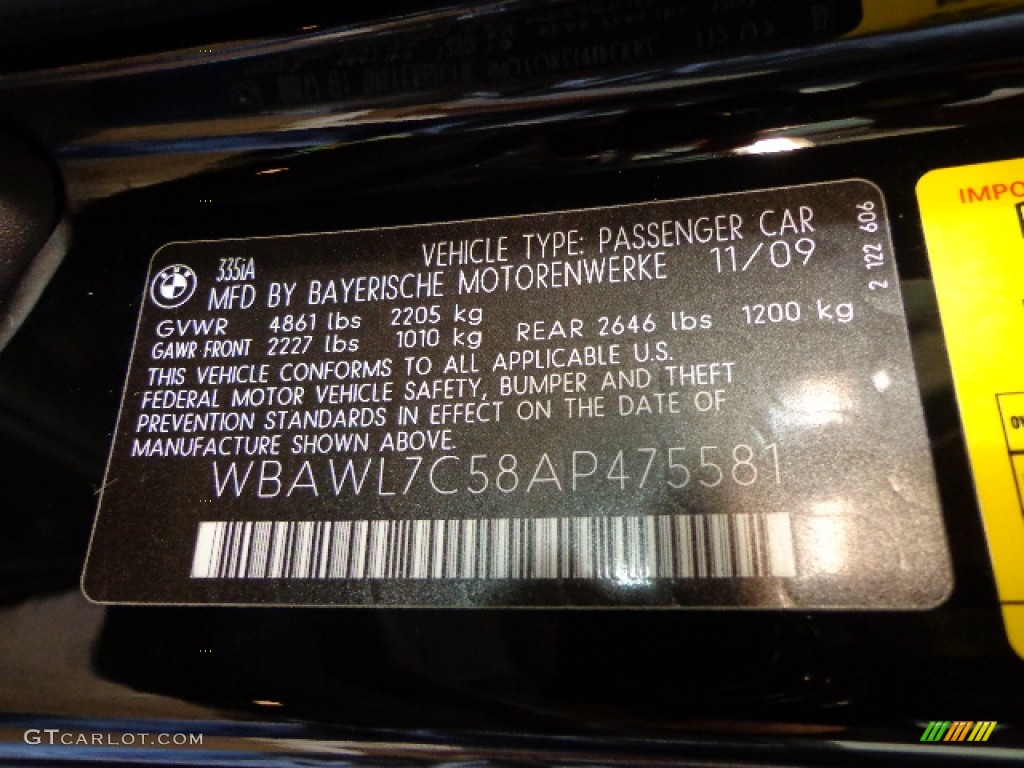 335iA VEHICLE TYPE: PASSENGER CAR
MFD BY BAYERISCHE MOTORENWERKE 11/09
GVWR 4861 lbs 2205 kg
GAWR FRONT 2227 lbs 1010 kg REAR 2646 lbs 1200 kg
THIS VEHICLE CONFORMS TO ALL APPLICABLE U.S.
FEDERAL MOTOR VEHICLE SAFETY, BUMPER AND THEFT
PREVENTION STANDARDS IN EFFECT ON THE DATE OF
MANUFACTURE SHOWN ABOVE.
WBAWL7C58AP475581
2 122 606
IMPO
GTCARLOT.COM